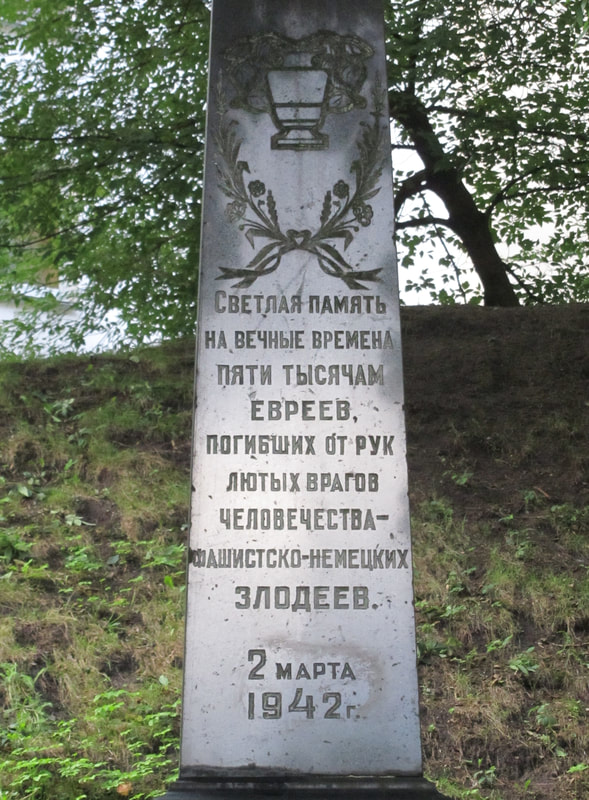 Светлая память
на вечные времена
пяти тысячам
евреев,
погибших от рук
лютых врагов
человечества-
фашистско-немецких
злодеев.
2 марта
1942 г.